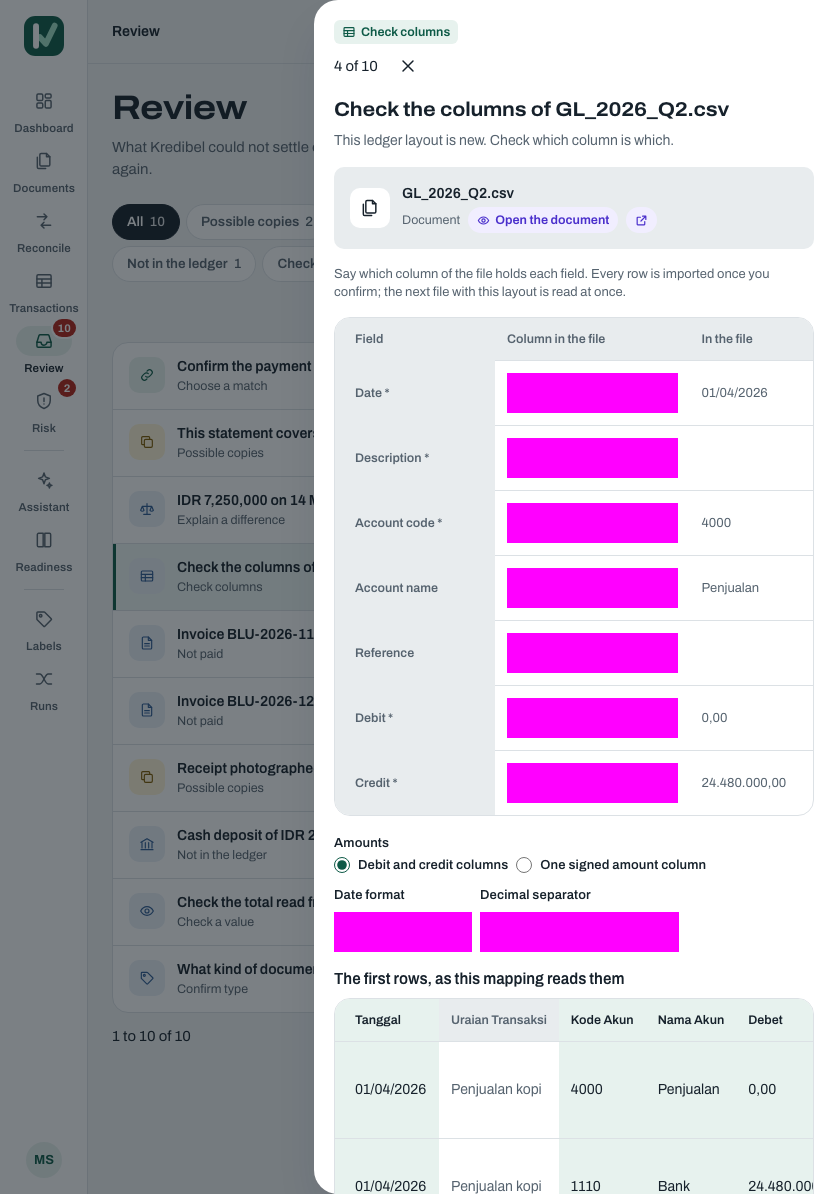 Review
Check columns
4 of 10
Check the columns of GL_2026_Q2.csv
This ledger layout is new. Check which column is which.
GL_2026_Q2.csv
Document
Open the document
Say which column of the file holds each field. Every row is imported once you
confirm; the next file with this layout is read at once.
Field Column in the file In the file
Date * 01/04/2026
Description *
Account code * 4000
Account name Penjualan
Reference
Debit * 0,00
Credit * 24.480.000,00
Amounts
Debit and credit columns One signed amount column
Date format Decimal separator
The first rows, as this mapping reads them
Tanggal Uraian Transaksi Kode Akun Nama Akun Debet
01/04/2026 Penjualan kopi 4000 Penjualan 0,00
01/04/2026 Penjualan kopi 1110 Bank 24.480.00
Dashboard
Documents
Reconcile
Transactions
10
Review
2
Risk
Assistant
Readiness
Labels
Runs
MS
Review
What Kredibel could not settle
again.
All 10
Possible copies 2
Not in the ledger 1
Check
Confirm the payment
Choose a match
This statement covers
Possible copies
IDR 7,250,000 on 14
Explain a difference
Check the columns of
Check columns
Invoice BLU-2026-11
Not paid
Invoice BLU-2026-12
Not paid
Receipt photographe
Possible copies
Cash deposit of IDR 2
Not in the ledger
Check the total read
Check a value
What kind of docume
Confirm type
1 to 10 of 10